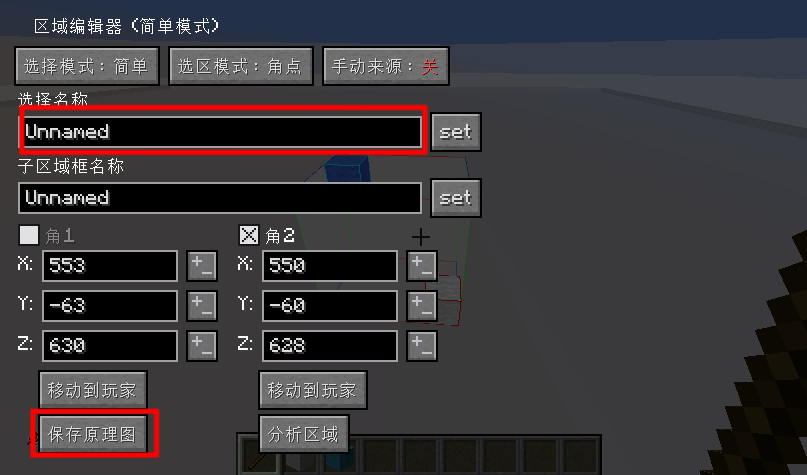 区域编辑器 (简单模式)
选择模式：简单 选区模式：角点 手动来源：关
选择名称
Unnamed set
子区域框名称
Unnamed set
角1 角2
X: 553 + − X: 550 + −
Y: -63 + − Y: -60 + −
Z: 630 + − Z: 628 + −
移动到玩家 移动到玩家
保存原理图 分析区域